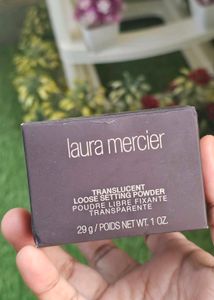 laura mercier
TRANSLUCENT
LOOSE SETTING POWDER
POUDRE LIBRE FIXANTE
TRANSPARENTE
29 g / POIDS NET WT. 1 OZ.